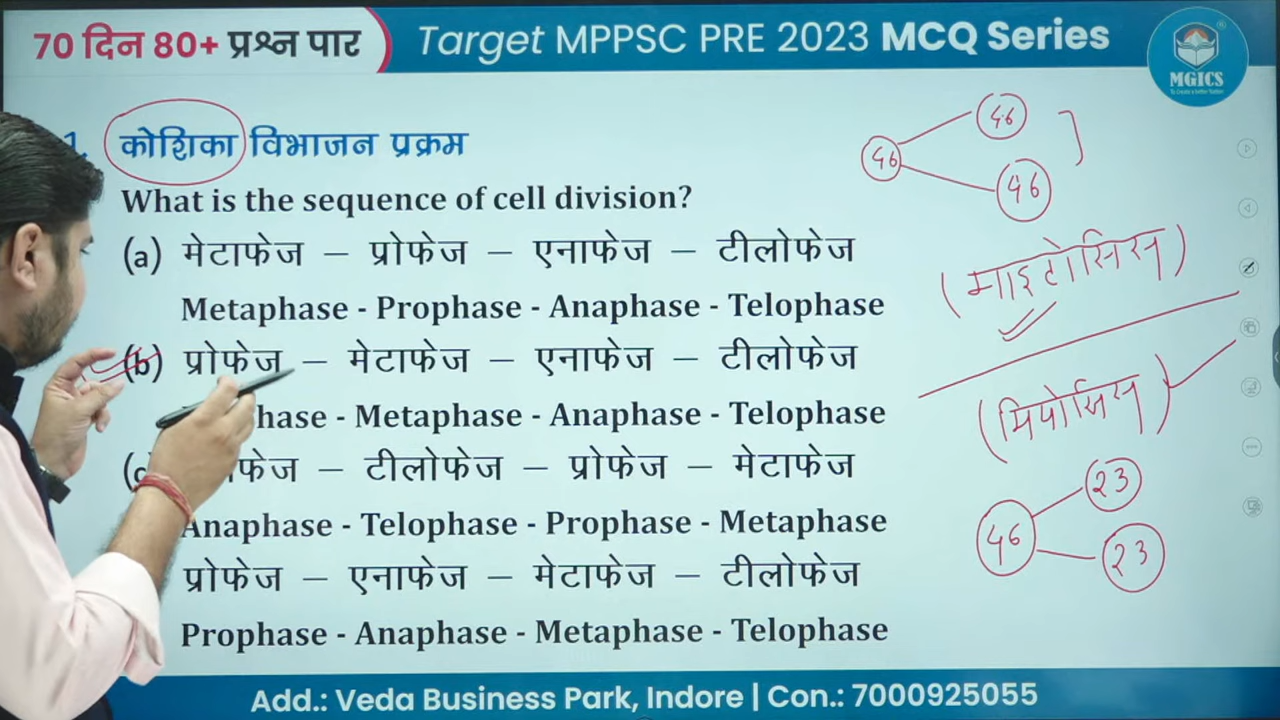 70 दिन 80+ प्रश्न पार
Target MPPSC PRE 2023 MCQ Series
MGICS
1. कोशिका विभाजन प्रक्रम
What is the sequence of cell division?
(a) मेटाफेज – प्रोफेज – एनाफेज – टीलोफेज
Metaphase - Prophase - Anaphase - Telophase
(b) प्रोफेज – मेटाफेज – एनाफेज – टीलोफेज
hase - Metaphase - Anaphase - Telophase
(c फेज – टीलोफेज – प्रोफेज – मेटाफेज
Anaphase - Telophase - Prophase - Metaphase
प्रोफेज – एनाफेज – मेटाफेज – टीलोफेज
Prophase - Anaphase - Metaphase - Telophase
46
46
46
(माइटोसिस)
(मियोसिस)
46
23
23
Add.: Veda Business Park, Indore | Con.: 7000925055